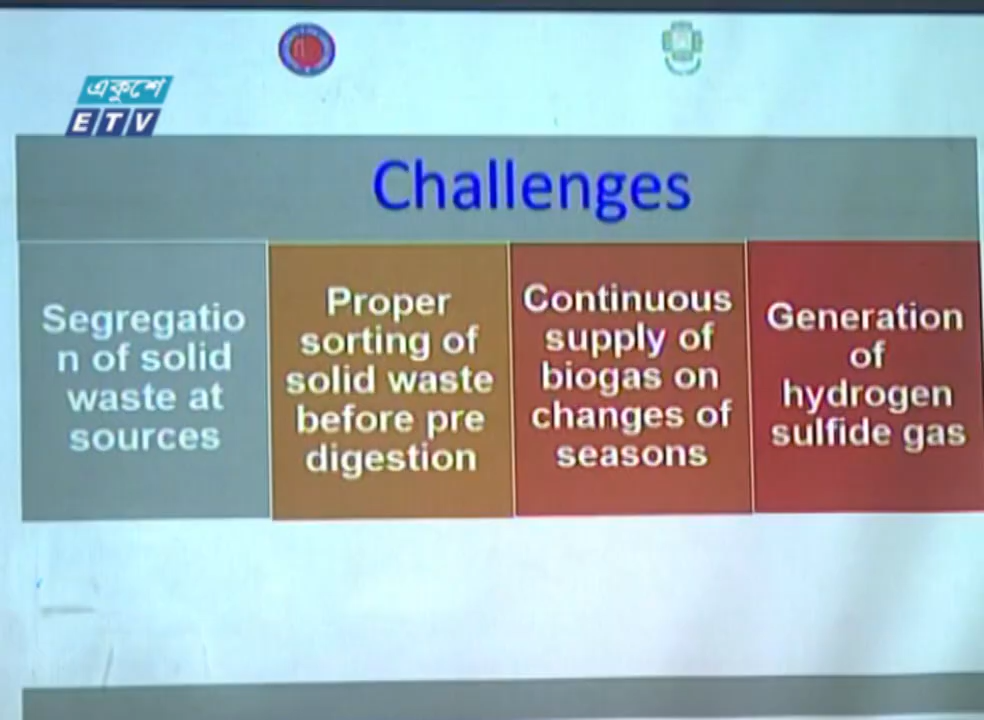 একুশে
ETV
Challenges
Segregatio
n of solid
waste at
sources
Proper
sorting of
solid waste
before pre
digestion
Continuous
supply of
biogas on
changes of
seasons
Generation
of
hydrogen
sulfide gas